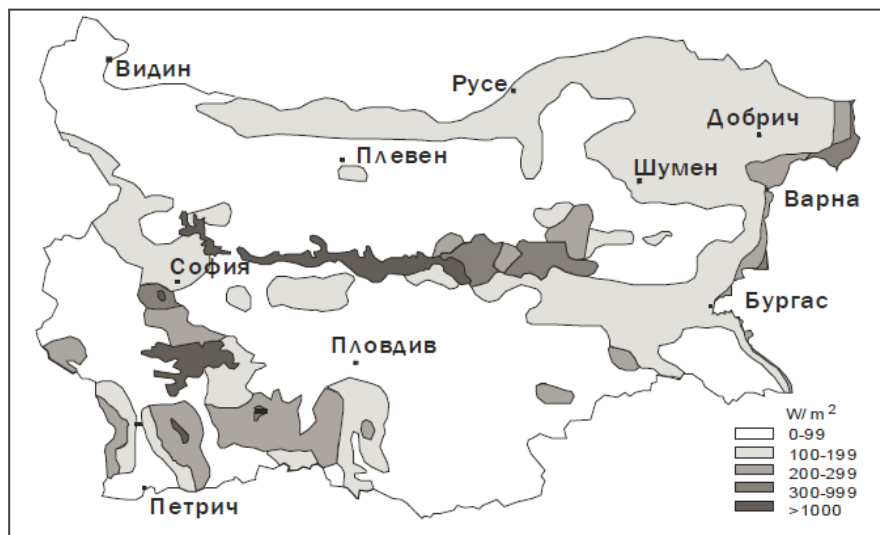 Видин
Русе
Добрич
Плевен
Шумен
Варна
София
Бургас
Пловдив
W/m²
0-99
100-199
200-299
300-999
>1000
Петрич